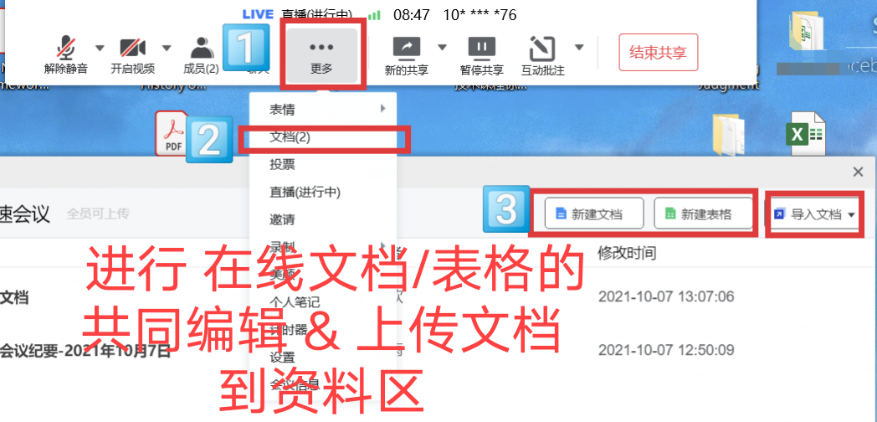 LIVE 直播(进行中) 08:47 10* *** *76
1
解除静音 开启视频 成员(2) 更多 新的共享 暂停共享 互动批注 结束共享
表情
2
文档(2)
投票
直播(进行中)
邀请
录制
美颜
个人笔记
计时器
设置
会议信息
PDF
速会议 全员可上传
3
新建文档 新建表格 导入文档
修改时间
文档 2021-10-07 13:07:06
会议纪要-2021年10月7日 2021-10-07 12:50:09
进行 在线文档/表格的
共同编辑 & 上传文档
到资料区